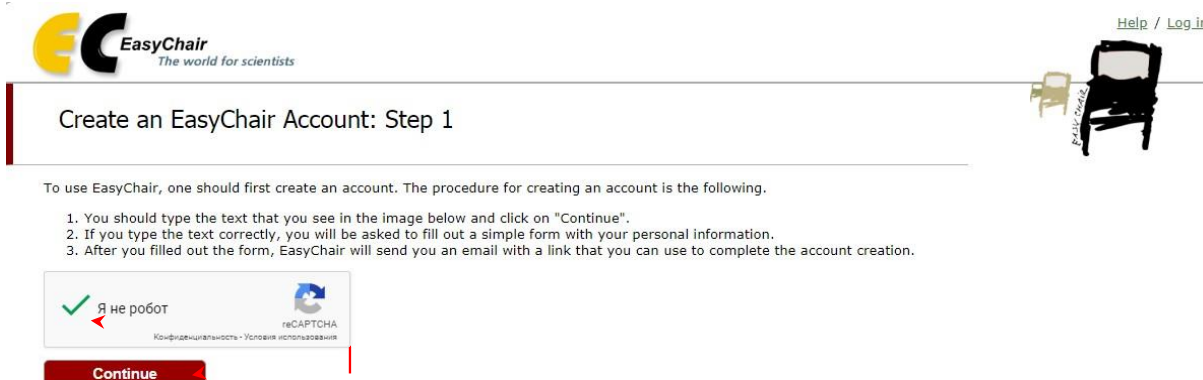 Help / Log in
EC EasyChair
The world for scientists
EASY CHAIR
Create an EasyChair Account: Step 1
To use EasyChair, one should first create an account. The procedure for creating an account is the following.
1. You should type the text that you see in the image below and click on "Continue".
2. If you type the text correctly, you will be asked to fill out a simple form with your personal information.
3. After you filled out the form, EasyChair will send you an email with a link that you can use to complete the account creation.
Я не робот
reCAPTCHA
Конфиденциальность - Условия использования
Continue